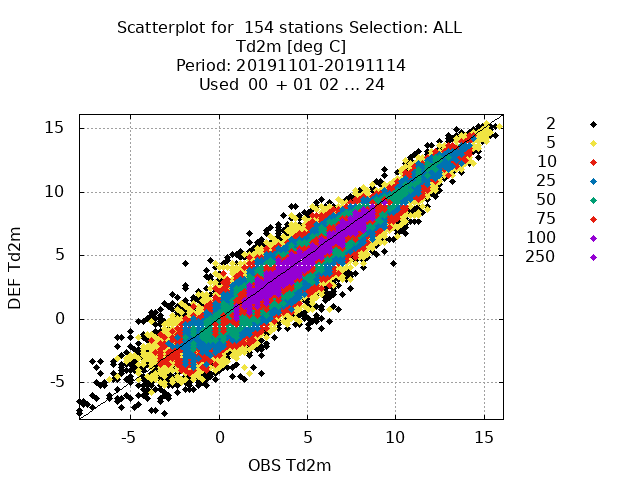 Scatterplot for  154 stations Selection: ALL
Td2m [deg C]
Period: 20191101-20191114
Used  00 + 01 02 ... 24
15
10
5
0
-5
DEF Td2m
-5 0 5 10 15
OBS Td2m
2
5
10
25
50
75
100
250